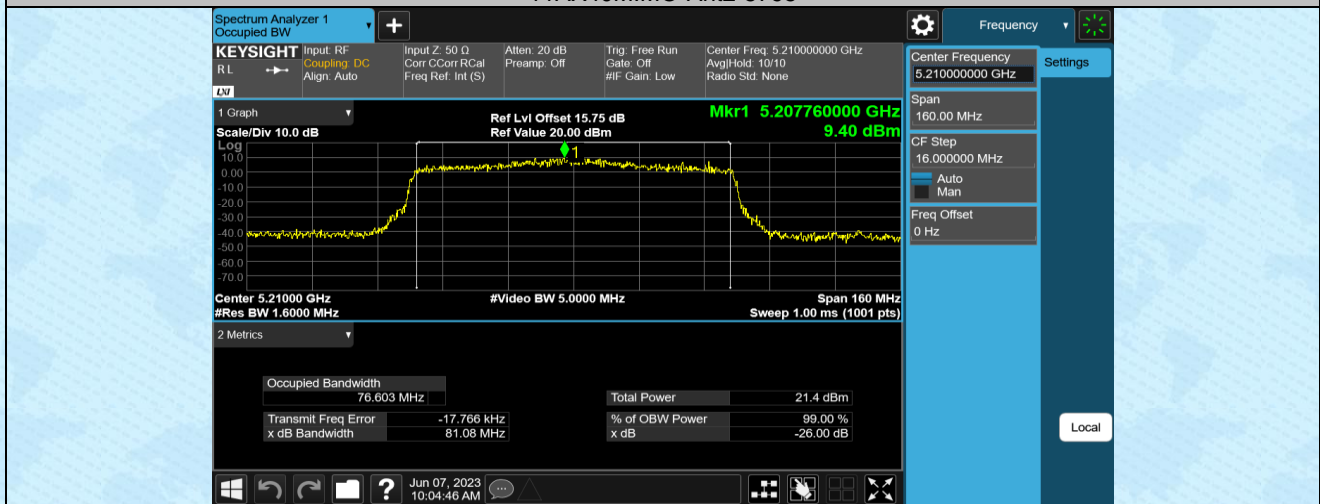 Spectrum Analyzer 1
Occupied BW
+
Frequency
KEYSIGHT
R L
LXI
Input: RF
Coupling: DC
Align: Auto
Input Z: 50 Ω
Corr CCorr RCal
Freq Ref: Int (S)
Atten: 20 dB
Preamp: Off
Trig: Free Run
Gate: Off
#IF Gain: Low
Center Freq: 5.210000000 GHz
Avg|Hold: 10/10
Radio Std: None
Center Frequency
5.210000000 GHz
Settings
Span
160.00 MHz
CF Step
16.000000 MHz
Auto
Man
Freq Offset
0 Hz
1 Graph
Scale/Div 10.0 dB
Ref Lvl Offset 15.75 dB
Ref Value 20.00 dBm
Mkr1 5.207760000 GHz
9.40 dBm
Log
10.0
0.00
-10.0
-20.0
-30.0
-40.0
-50.0
-60.0
-70.0
1
Center 5.21000 GHz
#Res BW 1.6000 MHz
#Video BW 5.0000 MHz
Span 160 MHz
Sweep 1.00 ms (1001 pts)
2 Metrics
Occupied Bandwidth
76.603 MHz
Total Power 21.4 dBm
Transmit Freq Error -17.766 kHz
% of OBW Power 99.00 %
x dB Bandwidth 81.08 MHz
x dB -26.00 dB
Local
?
Jun 07, 2023
10:04:46 AM